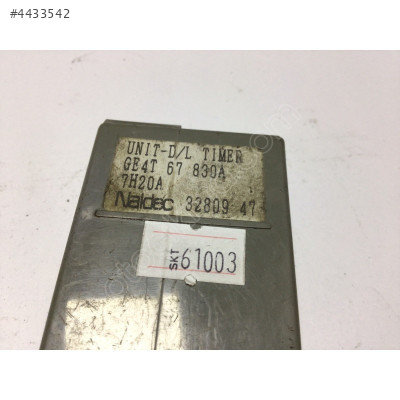 #4433542
UNIT-D/L TIMER
GE4T 67 830A
7H20A
Naldec 32809 47
SKT 61003